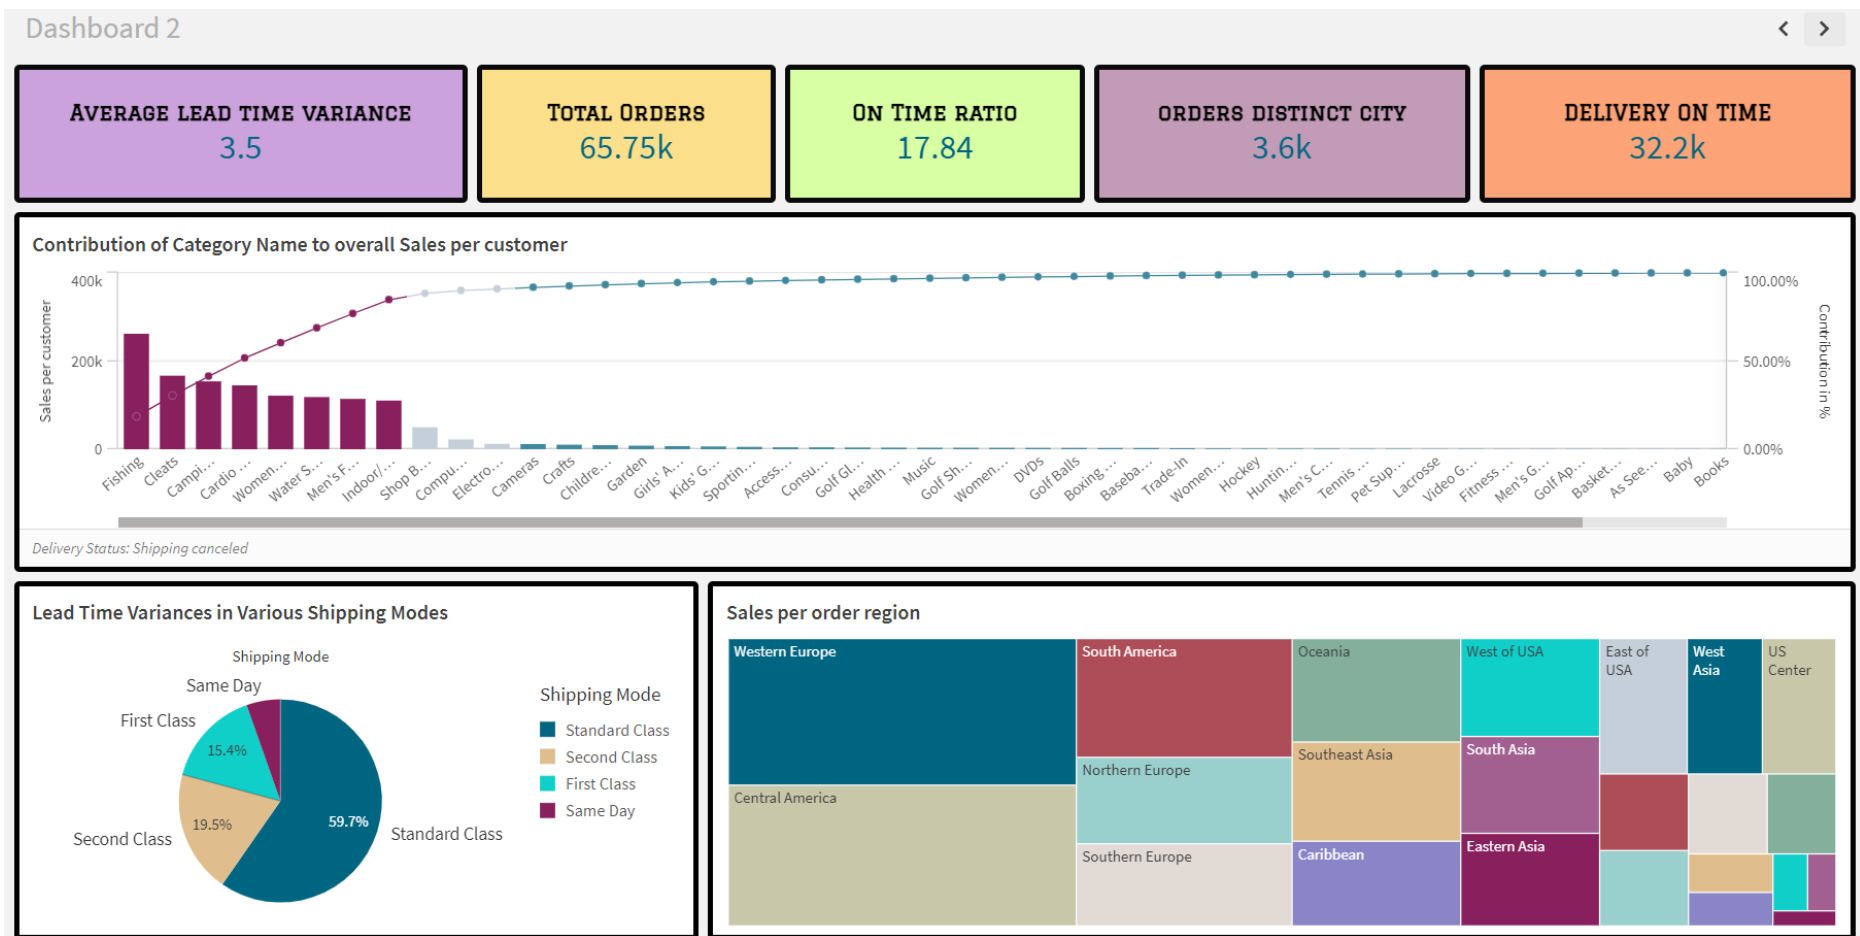 Dashboard 2
AVERAGE LEAD TIME VARIANCE
3.5
TOTAL ORDERS
65.75k
ON TIME RATIO
17.84
ORDERS DISTINCT CITY
3.6k
DELIVERY ON TIME
32.2k
Contribution of Category Name to overall Sales per customer
Sales per customer
400k
200k
0
100.00%
50.00%
0.00%
Contribution in %
Fishing
Cleats
Campi...
Cardio ...
Women...
Water S...
Men's F...
Indoor/...
Shop B...
Compu...
Electro...
Cameras
Crafts
Childre...
Garden
Girls' A...
Kids' G...
Sportin...
Access...
Consu...
Golf Gl...
Health ...
Music
Golf Sh...
Women...
DVDs
Golf Balls
Boxing ...
Baseba...
Trade-In
Women...
Hockey
Huntin...
Men's C...
Tennis ...
Pet Sup...
Lacrosse
Video G...
Fitness ...
Men's G...
Golf Ap...
Basket...
As See...
Baby
Books
Delivery Status: Shipping canceled
Lead Time Variances in Various Shipping Modes
Shipping Mode
Same Day
First Class
15.4%
Second Class
19.5%
59.7%
Standard Class
Shipping Mode
Standard Class
Second Class
First Class
Same Day
Sales per order region
Western Europe
Central America
South America
Northern Europe
Southern Europe
Oceania
Southeast Asia
Caribbean
West of USA
South Asia
Eastern Asia
East of
USA
West
Asia
US
Center